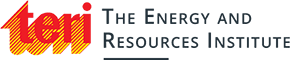 teri
The Energy and
Resources Institute